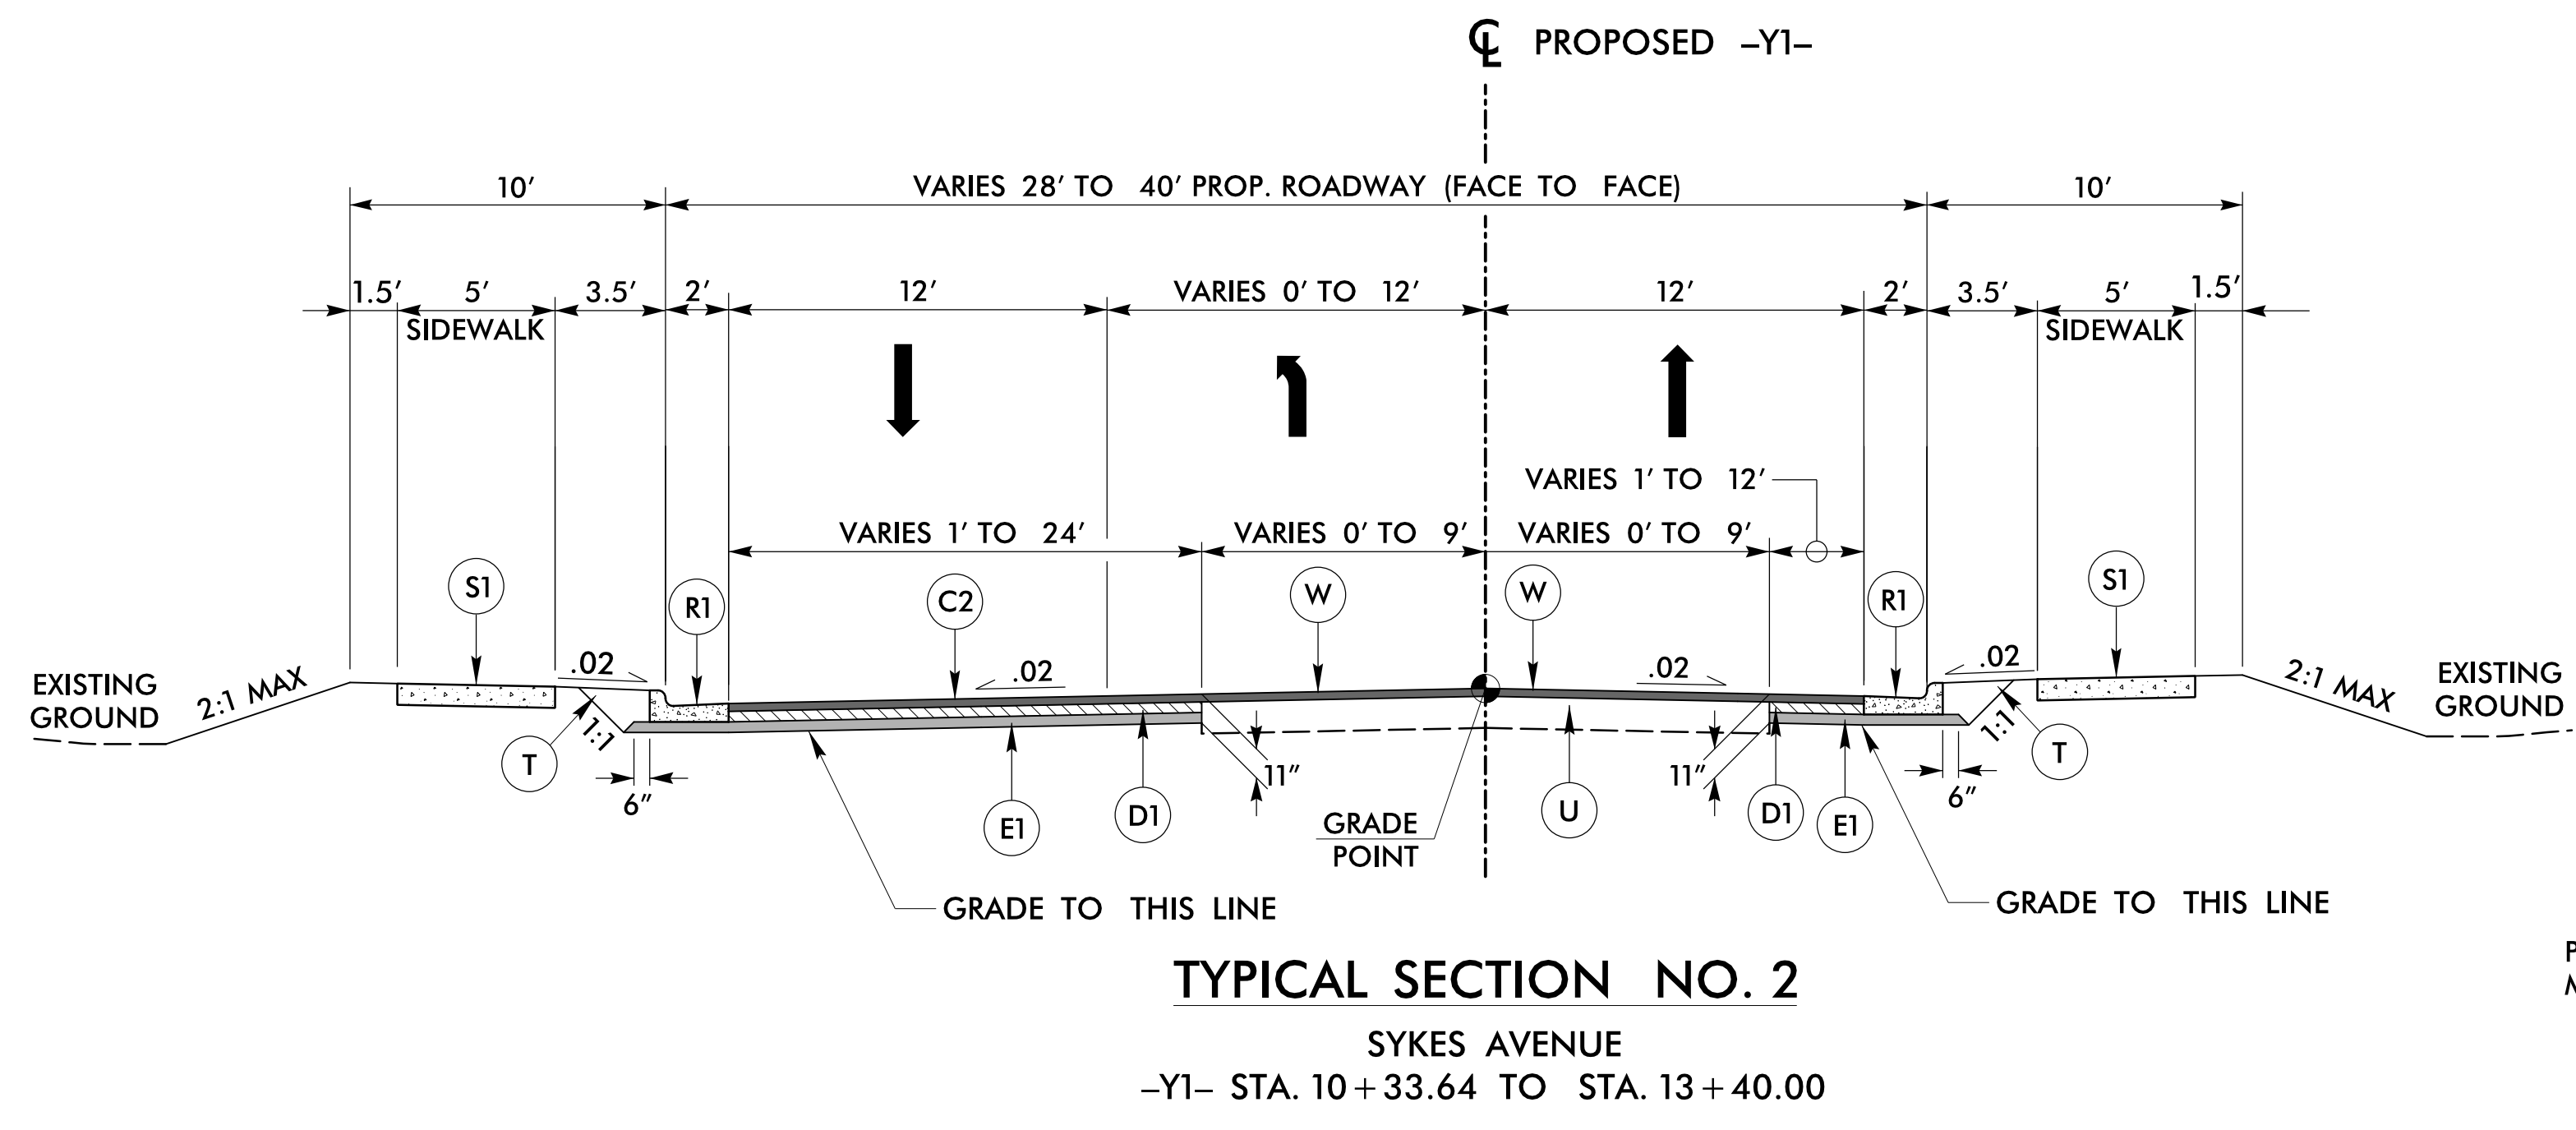 ℄ PROPOSED –Y1–
10' VARIES 28' TO 40' PROP. ROADWAY (FACE TO FACE) 10'
1.5' 5' 3.5' 2' 12' VARIES 0' TO 12' 12' 2' 3.5' 5' 1.5'
SIDEWALK SIDEWALK
VARIES 1' TO 12'
VARIES 1' TO 24' VARIES 0' TO 9' VARIES 0' TO 9'
S1 R1 C2 W W R1 S1
.02 .02 .02 .02
EXISTING GROUND 2:1 MAX 2:1 MAX EXISTING GROUND
T 1:1 1:1 T
6" 11" 11" 6"
E1 D1 U D1 E1
GRADE
POINT
GRADE TO THIS LINE GRADE TO THIS LINE
TYPICAL SECTION NO. 2
SYKES AVENUE
–Y1– STA. 10+33.64 TO STA. 13+40.00